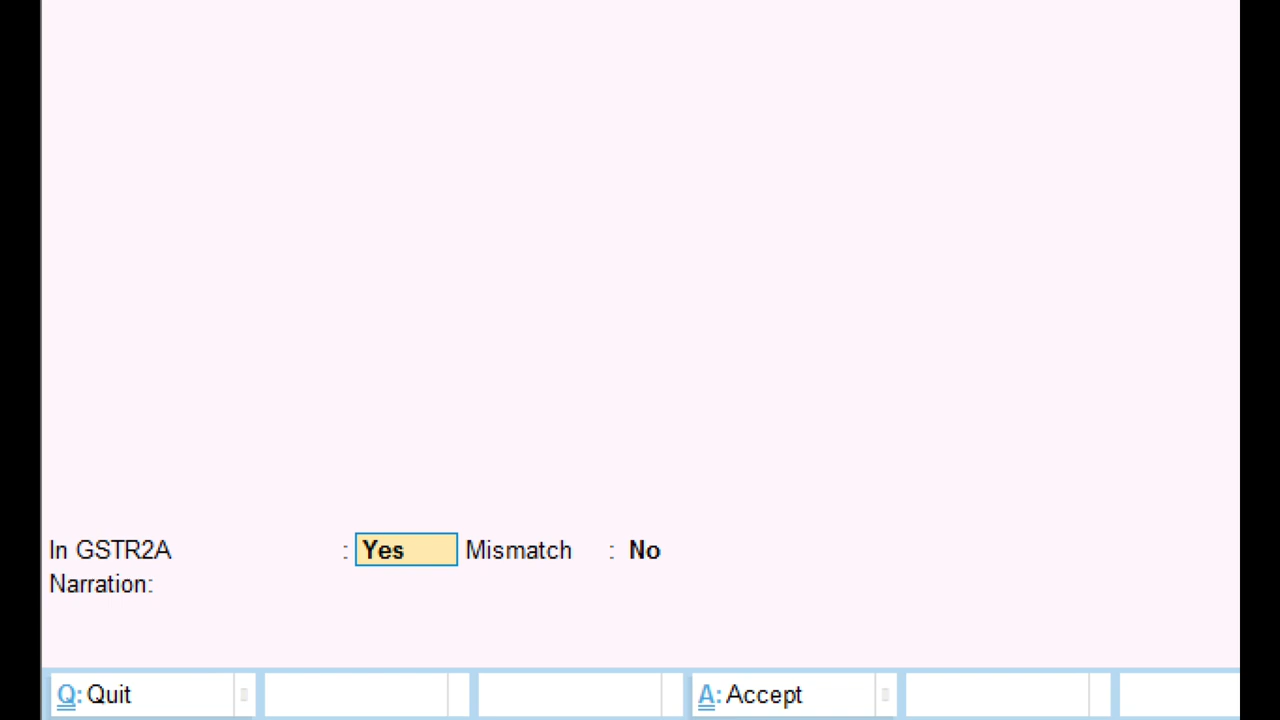 In GSTR2A : Yes Mismatch : No
Narration:
Q: Quit A: Accept